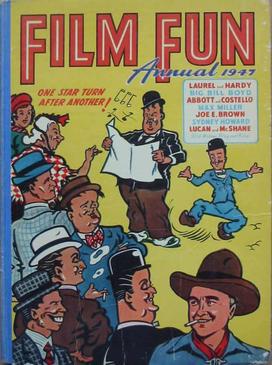 FILM FUN
Annual 1947
ONE STAR TURN
AFTER ANOTHER!
LAUREL and HARDY
BIG BILL BOYD
ABBOTT and COSTELLO
MAX MILLER
JOE E. BROWN
SYDNEY HOWARD
LUCAN and McSHANE